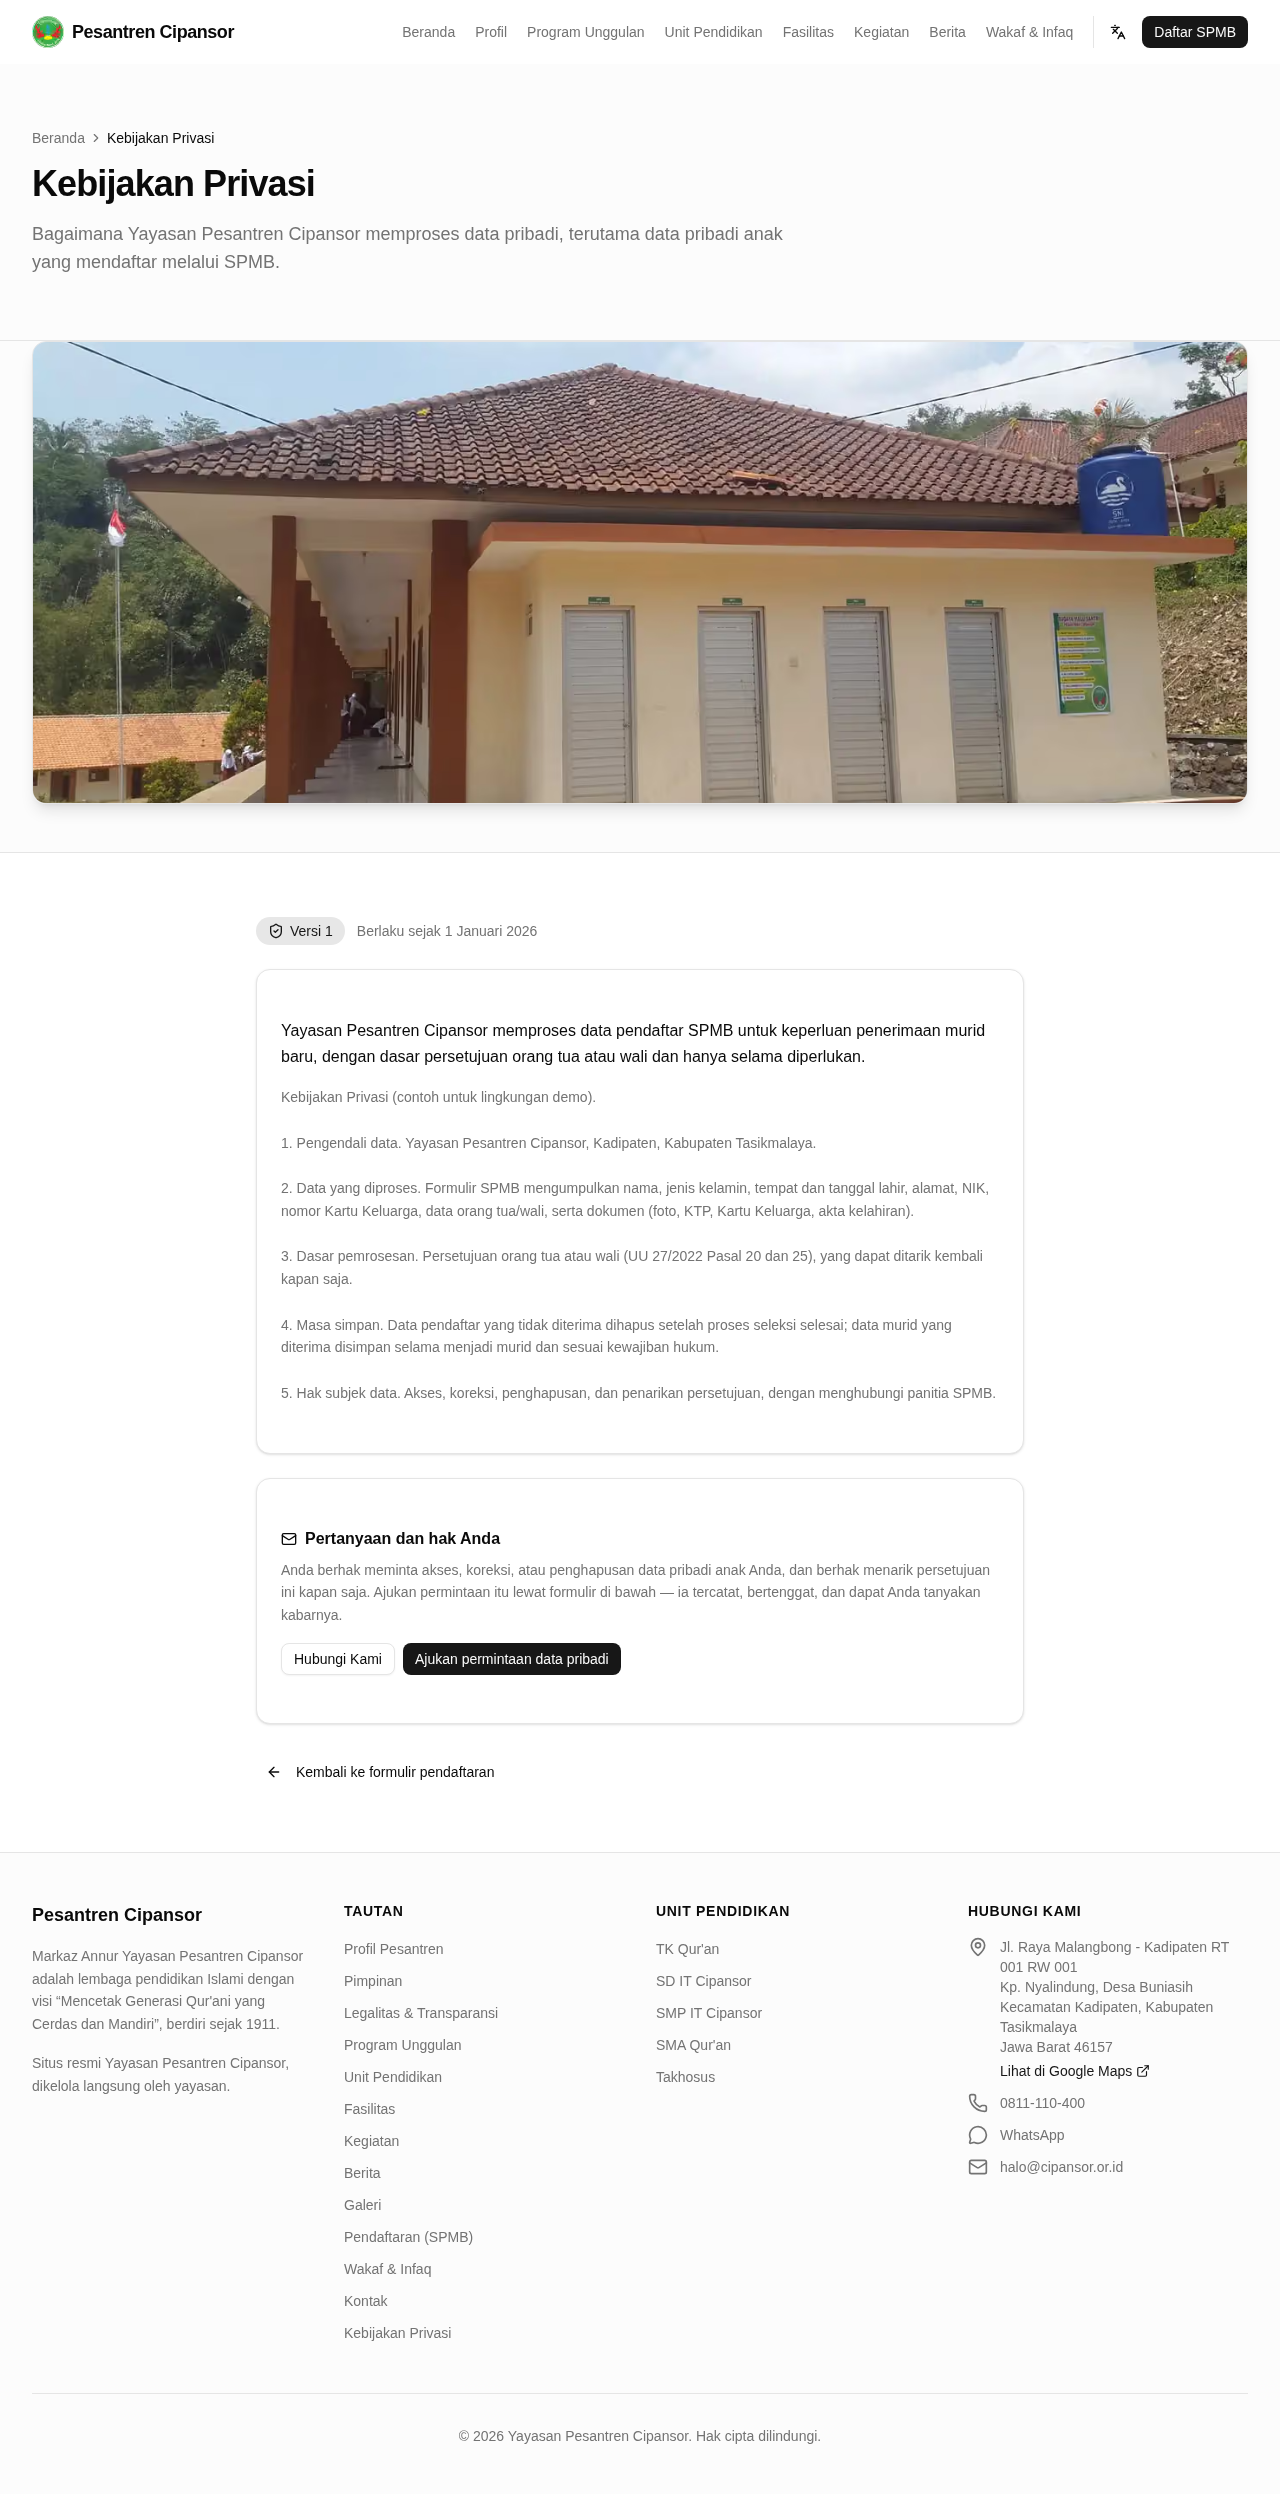 Pesantren Cipansor
Beranda
Profil
Program Unggulan
Unit Pendidikan
Fasilitas
Kegiatan
Berita
Wakaf & Infaq
Daftar SPMB
Beranda
Kebijakan Privasi
Kebijakan Privasi
Bagaimana Yayasan Pesantren Cipansor memproses data pribadi, terutama data pribadi anak
yang mendaftar melalui SPMB.
Versi 1
Berlaku sejak 1 Januari 2026
Yayasan Pesantren Cipansor memproses data pendaftar SPMB untuk keperluan penerimaan murid
baru, dengan dasar persetujuan orang tua atau wali dan hanya selama diperlukan.
Kebijakan Privasi (contoh untuk lingkungan demo).
1. Pengendali data. Yayasan Pesantren Cipansor, Kadipaten, Kabupaten Tasikmalaya.
2. Data yang diproses. Formulir SPMB mengumpulkan nama, jenis kelamin, tempat dan tanggal lahir, alamat, NIK,
nomor Kartu Keluarga, data orang tua/wali, serta dokumen (foto, KTP, Kartu Keluarga, akta kelahiran).
3. Dasar pemrosesan. Persetujuan orang tua atau wali (UU 27/2022 Pasal 20 dan 25), yang dapat ditarik kembali
kapan saja.
4. Masa simpan. Data pendaftar yang tidak diterima dihapus setelah proses seleksi selesai; data murid yang
diterima disimpan selama menjadi murid dan sesuai kewajiban hukum.
5. Hak subjek data. Akses, koreksi, penghapusan, dan penarikan persetujuan, dengan menghubungi panitia SPMB.
Pertanyaan dan hak Anda
Anda berhak meminta akses, koreksi, atau penghapusan data pribadi anak Anda, dan berhak menarik persetujuan
ini kapan saja. Ajukan permintaan itu lewat formulir di bawah — ia tercatat, bertenggat, dan dapat Anda tanyakan
kabarnya.
Hubungi Kami
Ajukan permintaan data pribadi
Kembali ke formulir pendaftaran
Pesantren Cipansor
Markaz Annur Yayasan Pesantren Cipansor
adalah lembaga pendidikan Islami dengan
visi “Mencetak Generasi Qur'ani yang
Cerdas dan Mandiri”, berdiri sejak 1911.
Situs resmi Yayasan Pesantren Cipansor,
dikelola langsung oleh yayasan.
TAUTAN
Profil Pesantren
Pimpinan
Legalitas & Transparansi
Program Unggulan
Unit Pendidikan
Fasilitas
Kegiatan
Berita
Galeri
Pendaftaran (SPMB)
Wakaf & Infaq
Kontak
Kebijakan Privasi
UNIT PENDIDIKAN
TK Qur'an
SD IT Cipansor
SMP IT Cipansor
SMA Qur'an
Takhosus
HUBUNGI KAMI
Jl. Raya Malangbong - Kadipaten RT
001 RW 001
Kp. Nyalindung, Desa Buniasih
Kecamatan Kadipaten, Kabupaten
Tasikmalaya
Jawa Barat 46157
Lihat di Google Maps
0811-110-400
WhatsApp
halo@cipansor.or.id
© 2026 Yayasan Pesantren Cipansor. Hak cipta dilindungi.